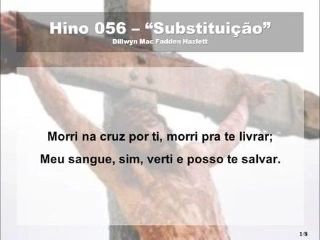 Hino 056 – “Substituição”
Dillwyn Mac Fadden Hazlett
Morri na cruz por ti, morri pra te livrar;
Meu sangue, sim, verti e posso te salvar.
1/8